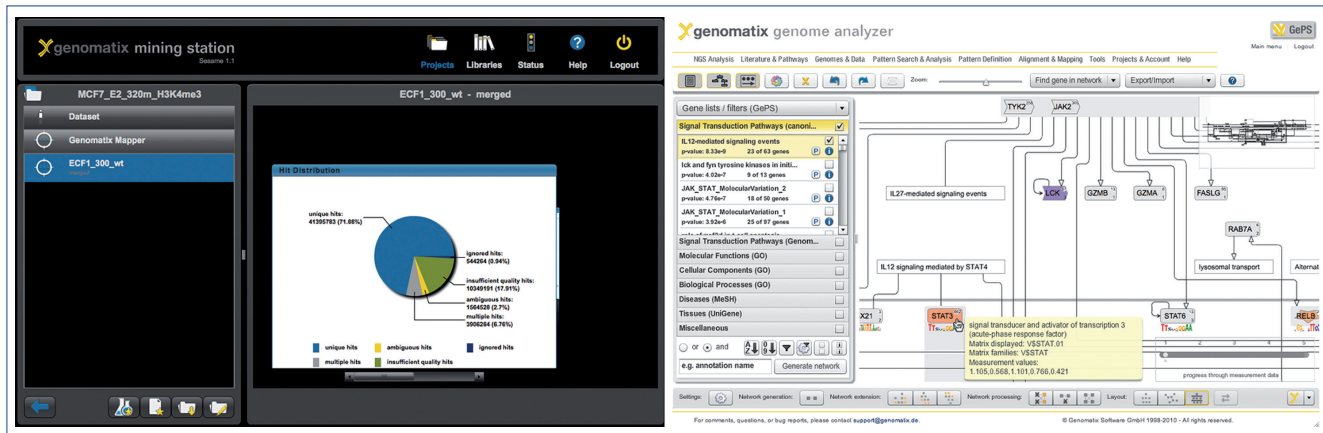 genomatix mining station
Sesame 1.1
Projects
Libraries
Status
Help
Logout
MCF7_E2_320m_H3K4me3
Dataset
Genomatix Mapper
ECF1_300_wt
merged
ECF1_300_wt - merged
Hit Distribution
unique hits:
41395783 (71.68%)
ignored hits:
544264 (0.94%)
insufficient quality hits:
10349191 (17.91%)
ambiguous hits:
1564528 (2.7%)
multiple hits:
3906264 (6.76%)
unique hits
ambiguous hits
ignored hits
multiple hits
insufficient quality hits
genomatix genome analyzer
GePS
Main menu Logout
NGS Analysis Literature & Pathways Genomes & Data Pattern Search & Analysis Pattern Definition Alignment & Mapping Tools Projects & Account Help
Zoom:
Find gene in network
Export/Import
Gene lists / filters (GePS)
Signal Transduction Pathways (canoni...
IL12-mediated signaling events
p-value: 8.33e-9 23 of 63 genes
lck and fyn tyrosine kinases in initi...
p-value: 4.02e-7 9 of 13 genes
JAK_STAT_MolecularVariation_2
p-value: 4.76e-7 18 of 50 genes
JAK_STAT_MolecularVariation_1
p-value: 3.92e-6 25 of 97 genes
Signal Transduction Pathways (Genom...
Molecular Functions (GO)
Cellular Components (GO)
Biological Processes (GO)
Diseases (MeSH)
Tissues (UniGene)
Miscellaneous
or and
e.g. annotation name
Generate network
TYK2
JAK2
IL27-mediated signaling events
LCK
GZMB
GZMA
FASLG
RAB7A
IL12 signaling mediated by STAT4
lysosomal transport
Alternat
X21
STAT3
STAT6
RELB
signal transducer and activator of transcription 3
(acute-phase response factor)
Matrix displayed: V$STAT.01
Matrix families: V$STAT
Measurement values:
1.105,0.568,1.101,0.766,0.421
1 2 3 4 5
progress through measurement data
Settings:
Network generation:
Network extension:
Network processing:
Layout:
For comments, questions, or bug reports, please contact support@genomatix.de.
© Genomatix Software GmbH 1998-2010 - All rights reserved.